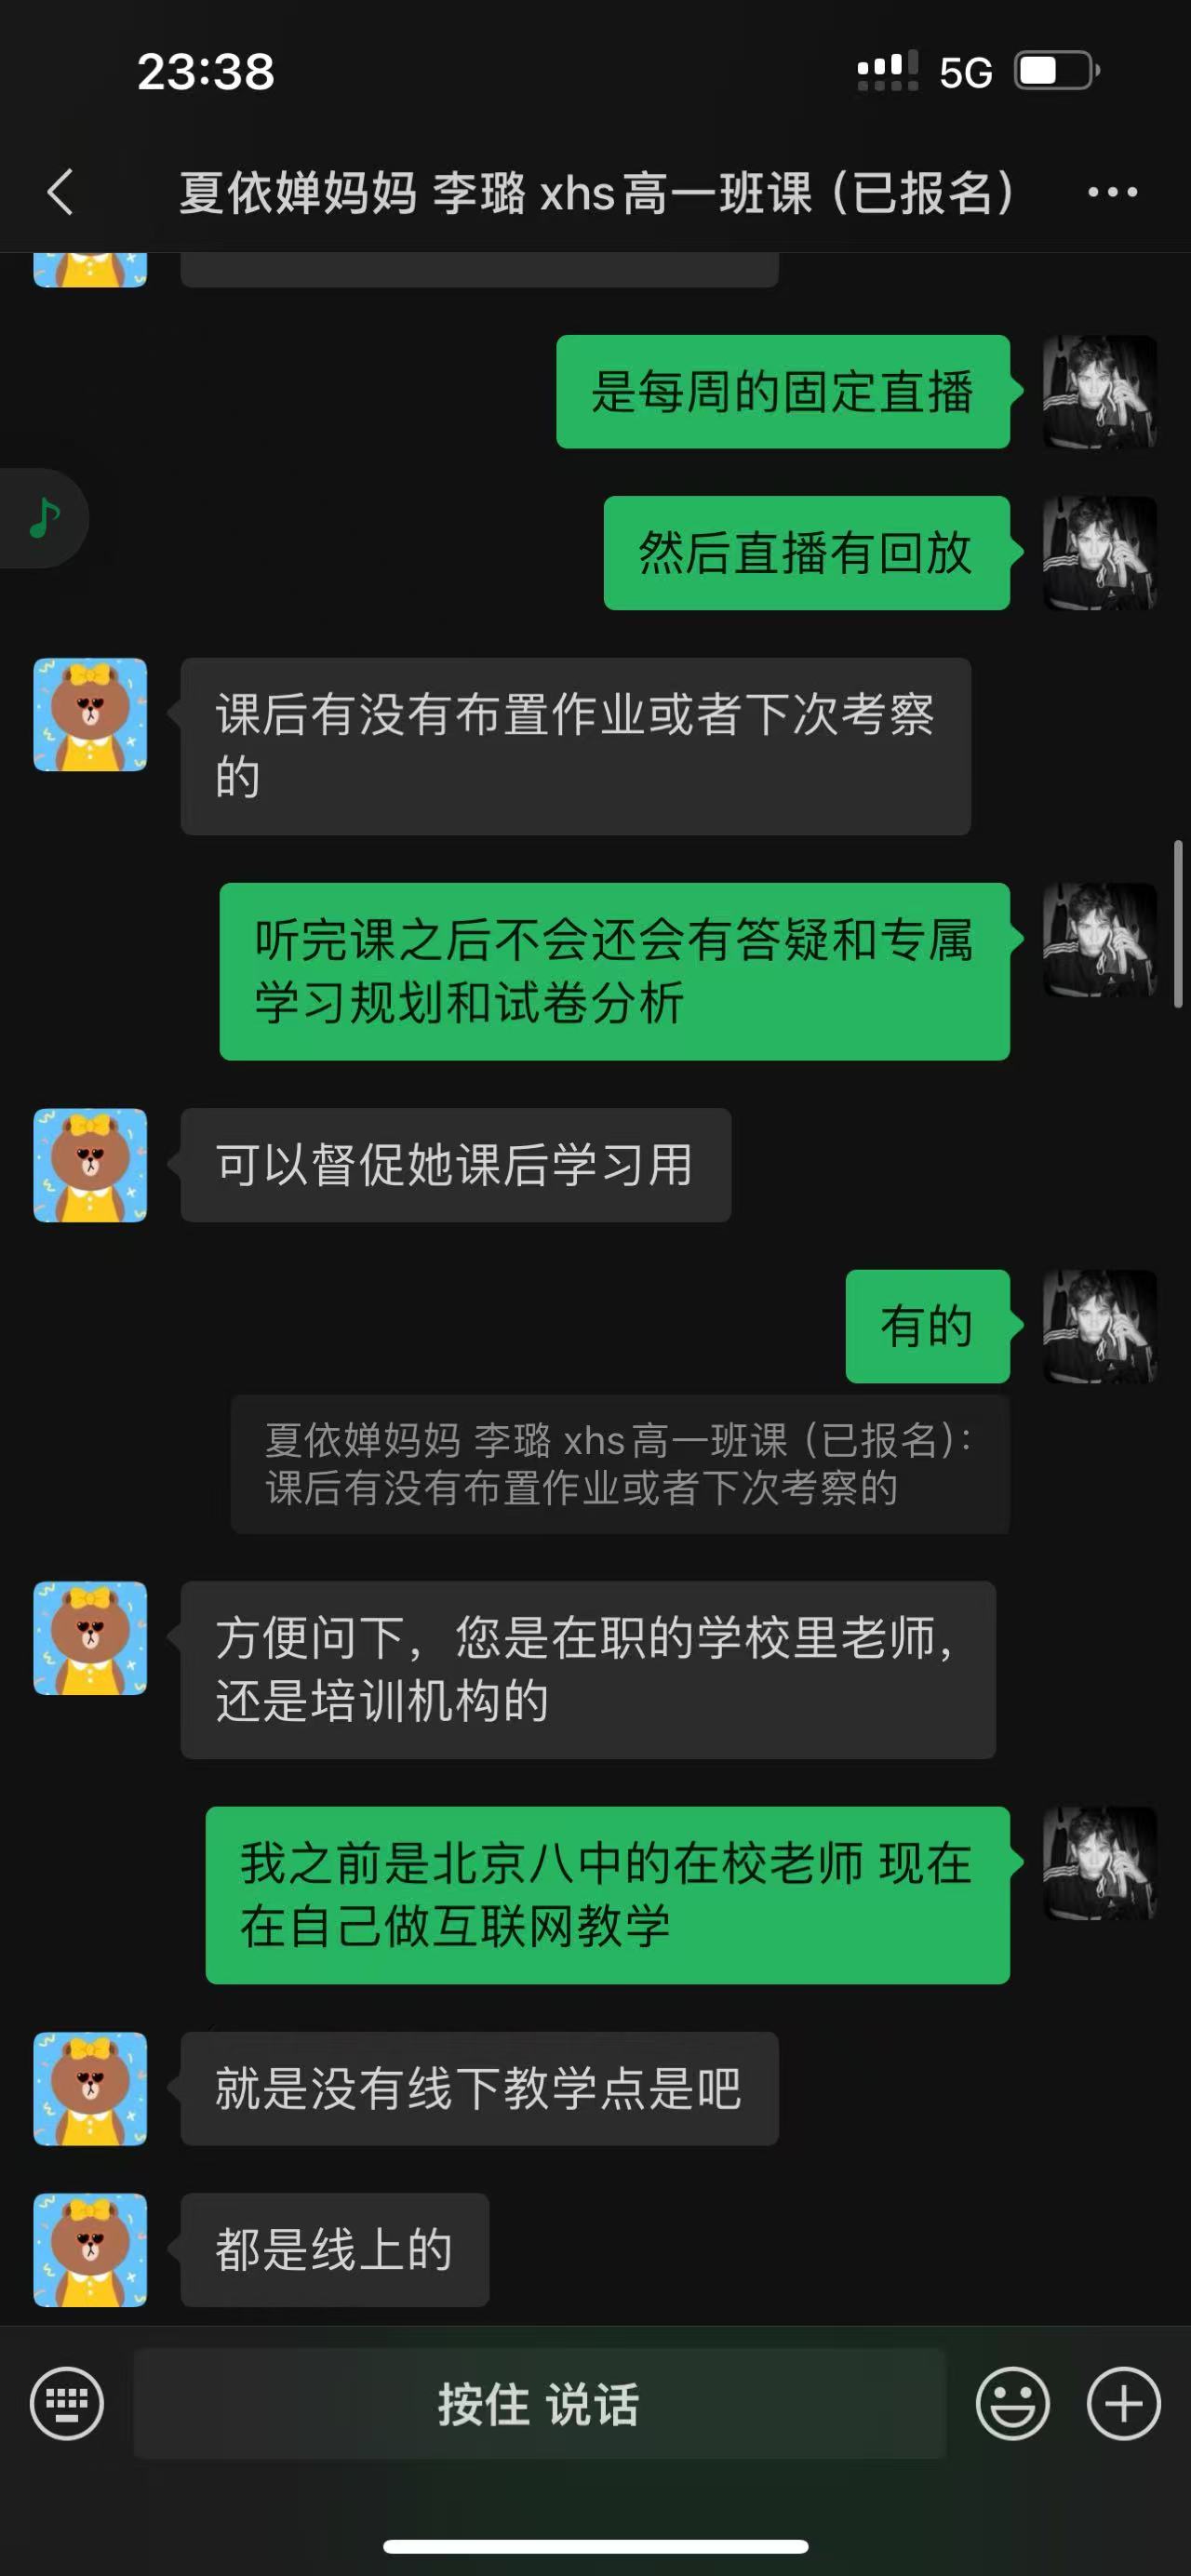 23:38
5G
夏依婵妈妈 李璐 xhs高一班课（已报名）
是每周的固定直播
然后直播有回放
课后有没有布置作业或者下次考察
的
听完课之后不会还会有答疑和专属
学习规划和试卷分析
可以督促她课后学习用
有的
夏依婵妈妈 李璐 xhs高一班课（已报名）：
课后有没有布置作业或者下次考察的
方便问下，您是在职的学校里老师，
还是培训机构的
我之前是北京八中的在校老师 现在
在自己做互联网教学
就是没有线下教学点是吧
都是线上的
按住 说话